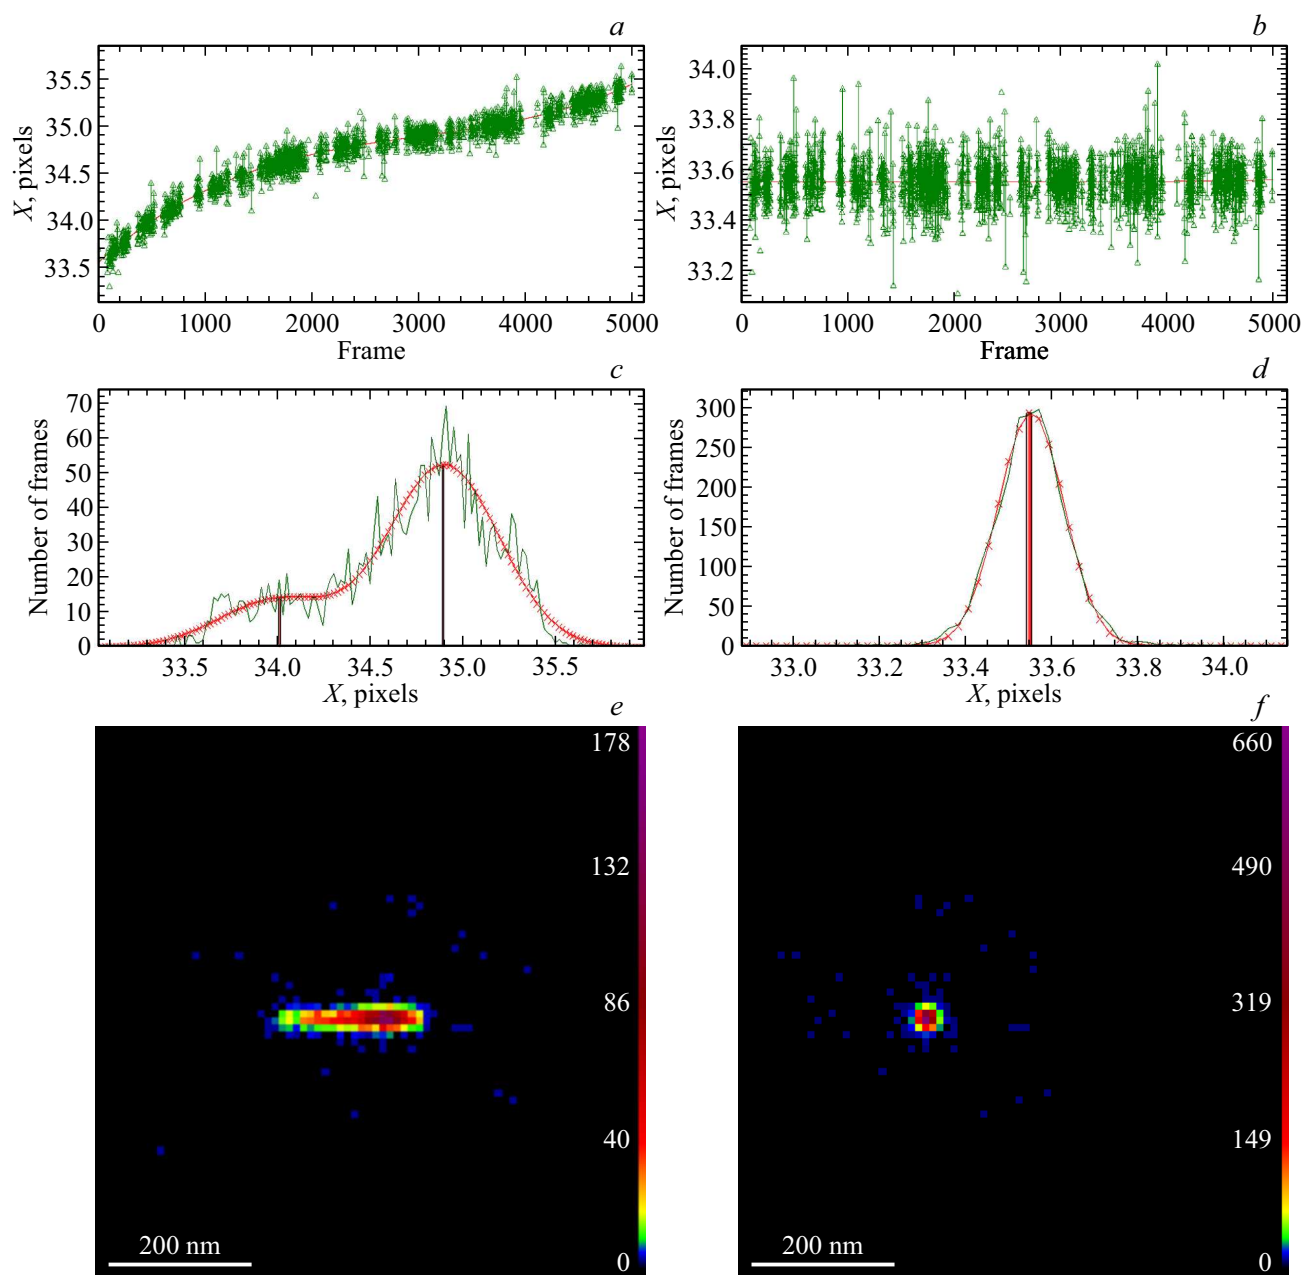 a
b
35.5
35.0
34.5
34.0
33.5
X, pixels
0 1000 2000 3000 4000 5000
Frame
34.0
33.8
33.6
33.4
33.2
X, pixels
0 1000 2000 3000 4000 5000
Frame
c
d
70
60
50
40
30
20
10
0
Number of frames
33.5 34.0 34.5 35.0 35.5
X, pixels
300
250
200
150
100
50
0
Number of frames
33.0 33.2 33.4 33.6 33.8 34.0
X, pixels
e
f
178
132
86
40
0
200 nm
660
490
319
149
0
200 nm